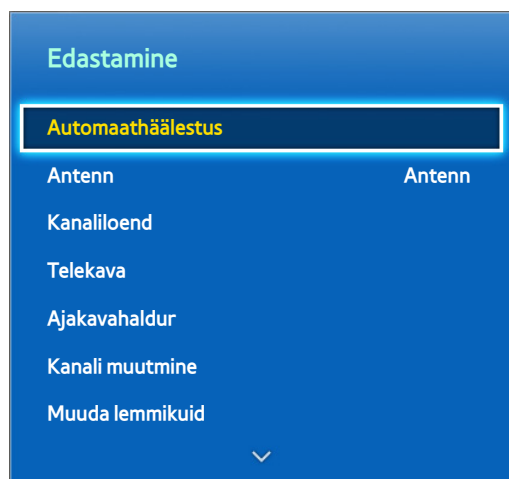 Edastamine
Automaathäälestus
Antenn Antenn
Kanaliloend
Telekava
Ajakavahaldur
Kanali muutmine
Muuda lemmikuid